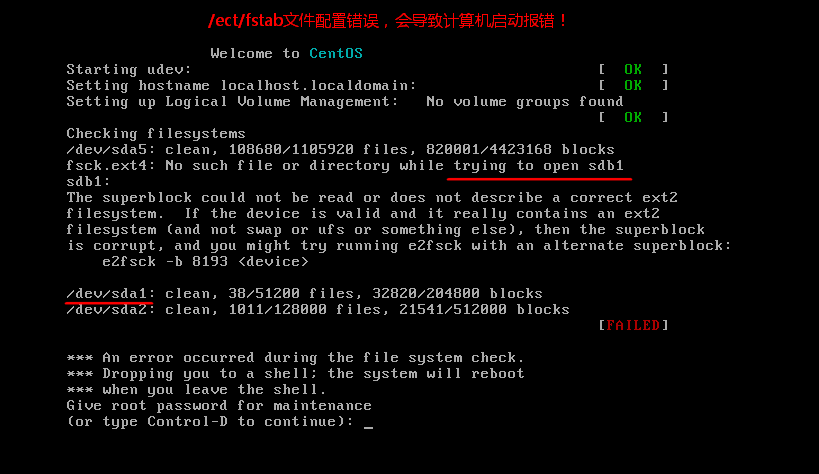 /ect/fstab文件配置错误，会导致计算机启动报错！
Welcome to CentOS
Starting udev: [ OK ]
Setting hostname localhost.localdomain: [ OK ]
Setting up Logical Volume Management: No volume groups found
[ OK ]
Checking filesystems
/dev/sda5: clean, 108680/1105920 files, 820001/4423168 blocks
fsck.ext4: No such file or directory while trying to open sdb1
sdb1:
The superblock could not be read or does not describe a correct ext2
filesystem. If the device is valid and it really contains an ext2
filesystem (and not swap or ufs or something else), then the superblock
is corrupt, and you might try running e2fsck with an alternate superblock:
e2fsck -b 8193 <device>
/dev/sda1: clean, 38/51200 files, 32820/204800 blocks
/dev/sda2: clean, 1011/128000 files, 21541/512000 blocks
[FAILED]
*** An error occurred during the file system check.
*** Dropping you to a shell; the system will reboot
*** when you leave the shell.
Give root password for maintenance
(or type Control-D to continue): _